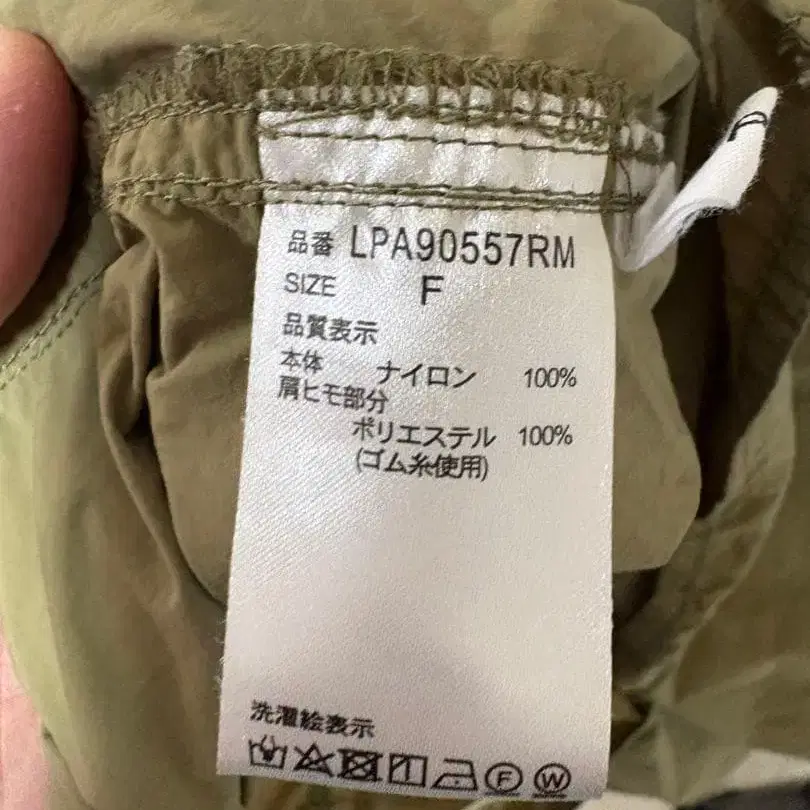 品番 LPA90557RM
SIZE F
品質表示
本体 ナイロン 100%
肩ヒモ部分
ポリエステル 100%
(ゴム糸使用)
洗濯絵表示
F W